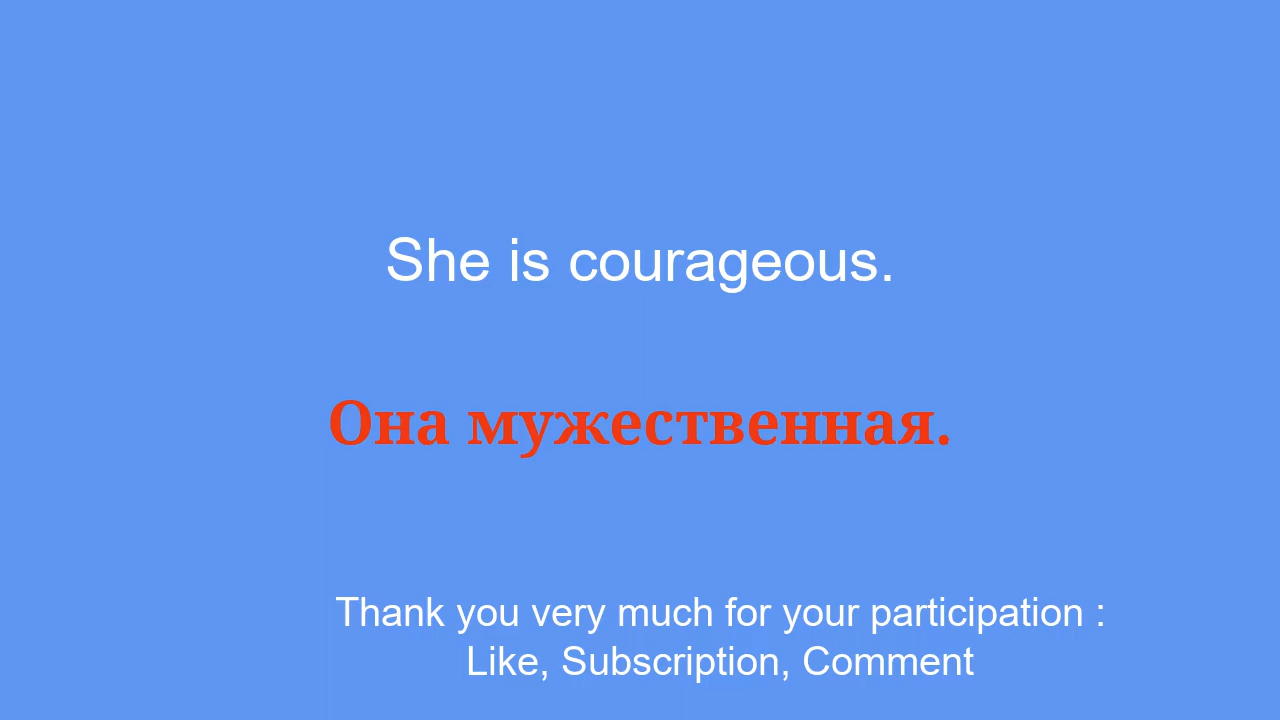 She is courageous.
Она мужественная.
Thank you very much for your participation :
Like, Subscription, Comment